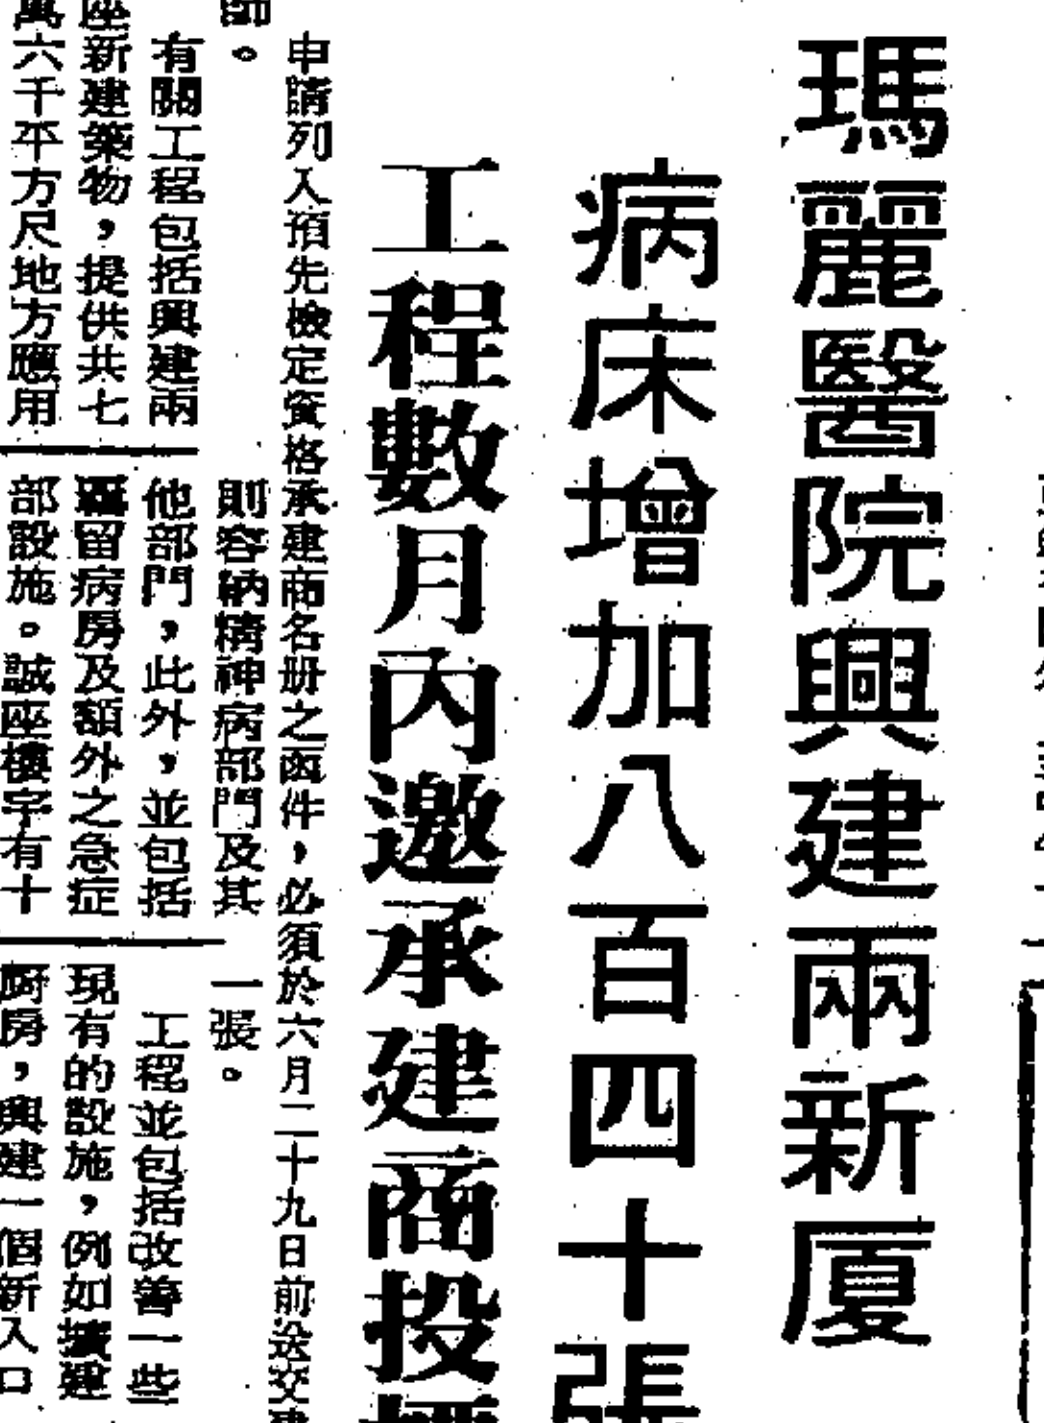 瑪麗醫院興建兩新厦
病床增加八百四十張
工程數月內邀承建商投標
申請列入預先檢定資格承建商名册之函件，必須於六月二十九日前送交建
師。
有關工程包括興建兩
座新建築物，提供共七
萬六千平方尺地方應用
則容納精神病部門及其
他部門，此外，並包括
羈留病房及額外之急症
部設施。誠座樓宇有十
一張。
工程並包括改善一些
現有的設施，例如擴建
厨房，興建一個新入口